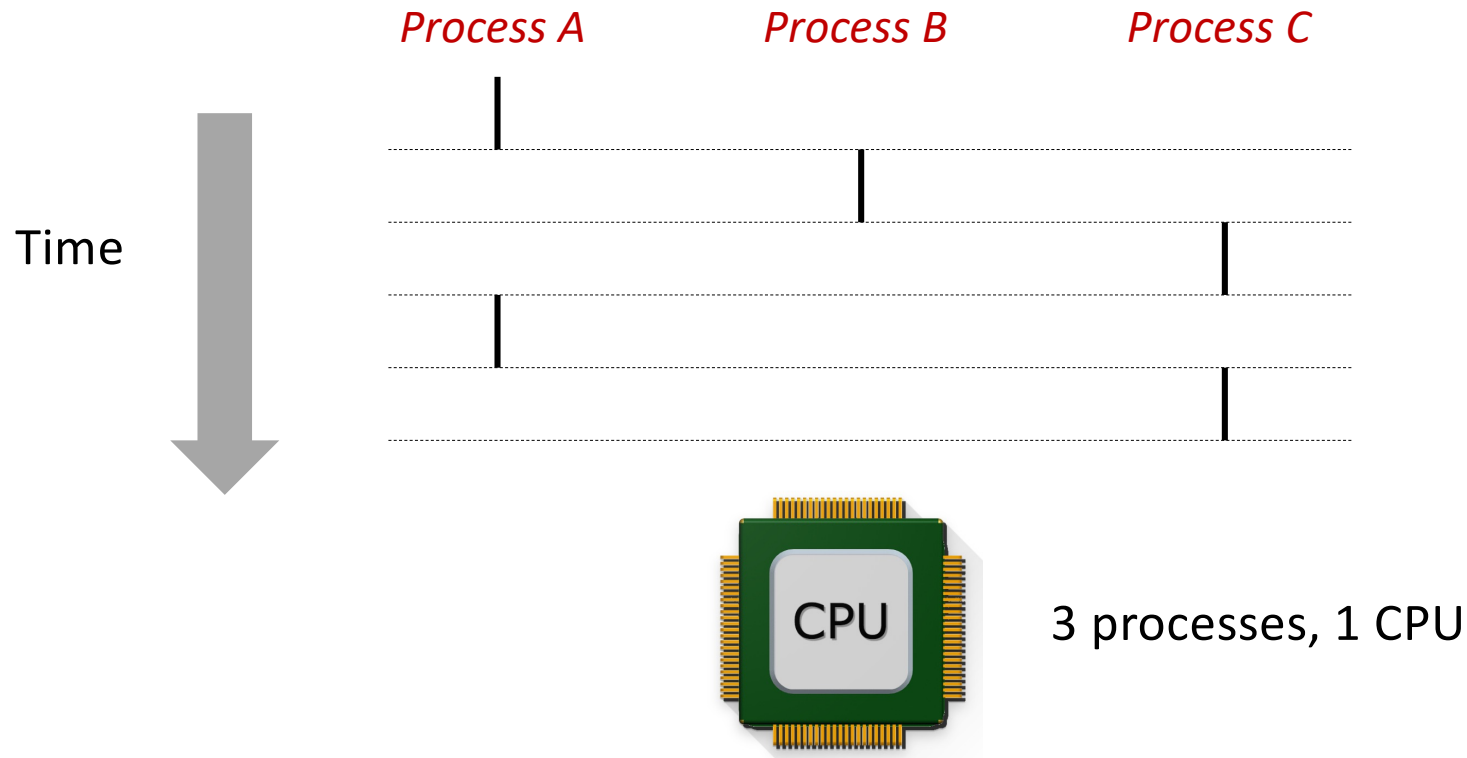 Process A
Process B
Process C
Time
CPU
3 processes, 1 CPU